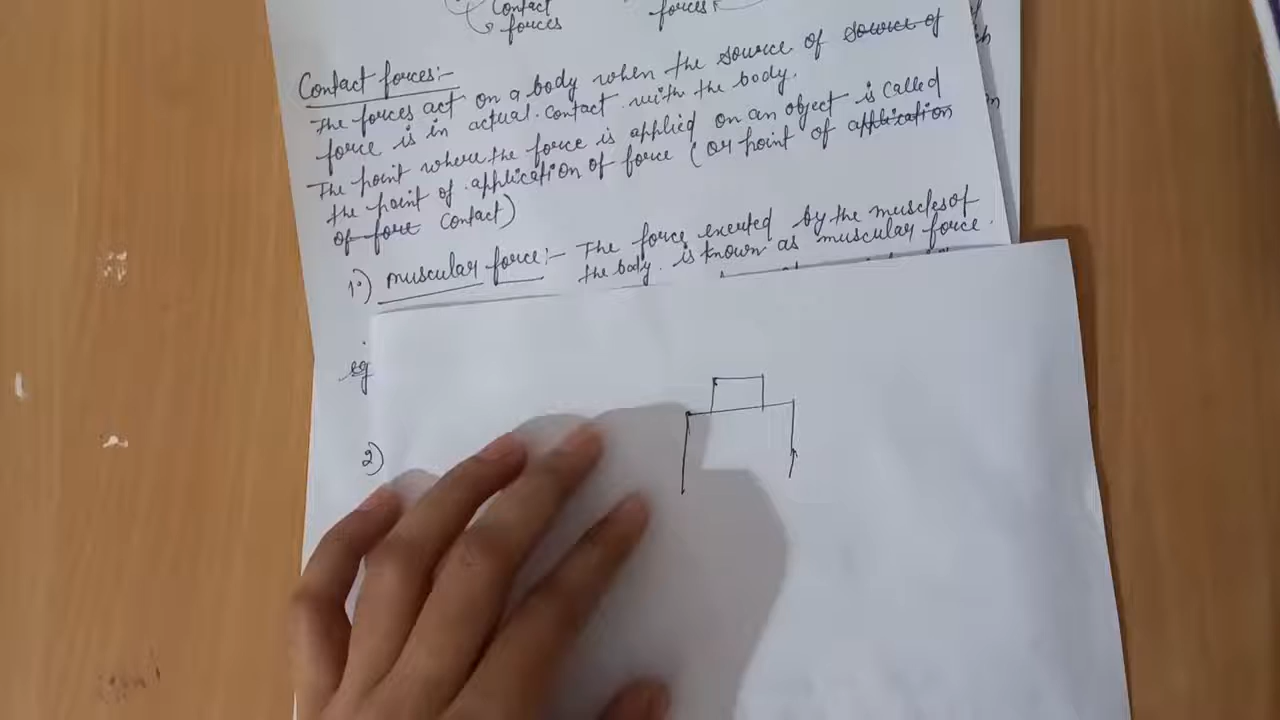 Contact forces
forces
Contact forces:-
The forces act on a body when the source of source of
force is in actual contact with the body.
The point where the force is applied on an object is called
the point of application of force (or point of application
of fore contact)
1.) muscular force:- The force exerted by the muscles of
the body is known as muscular force.
eg
2)